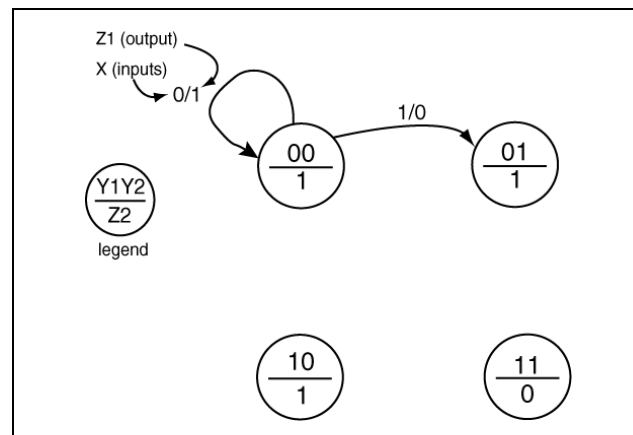 Z1 (output)
X (inputs)
0/1
1/0
00
1
01
1
Y1Y2
Z2
legend
10
1
11
0